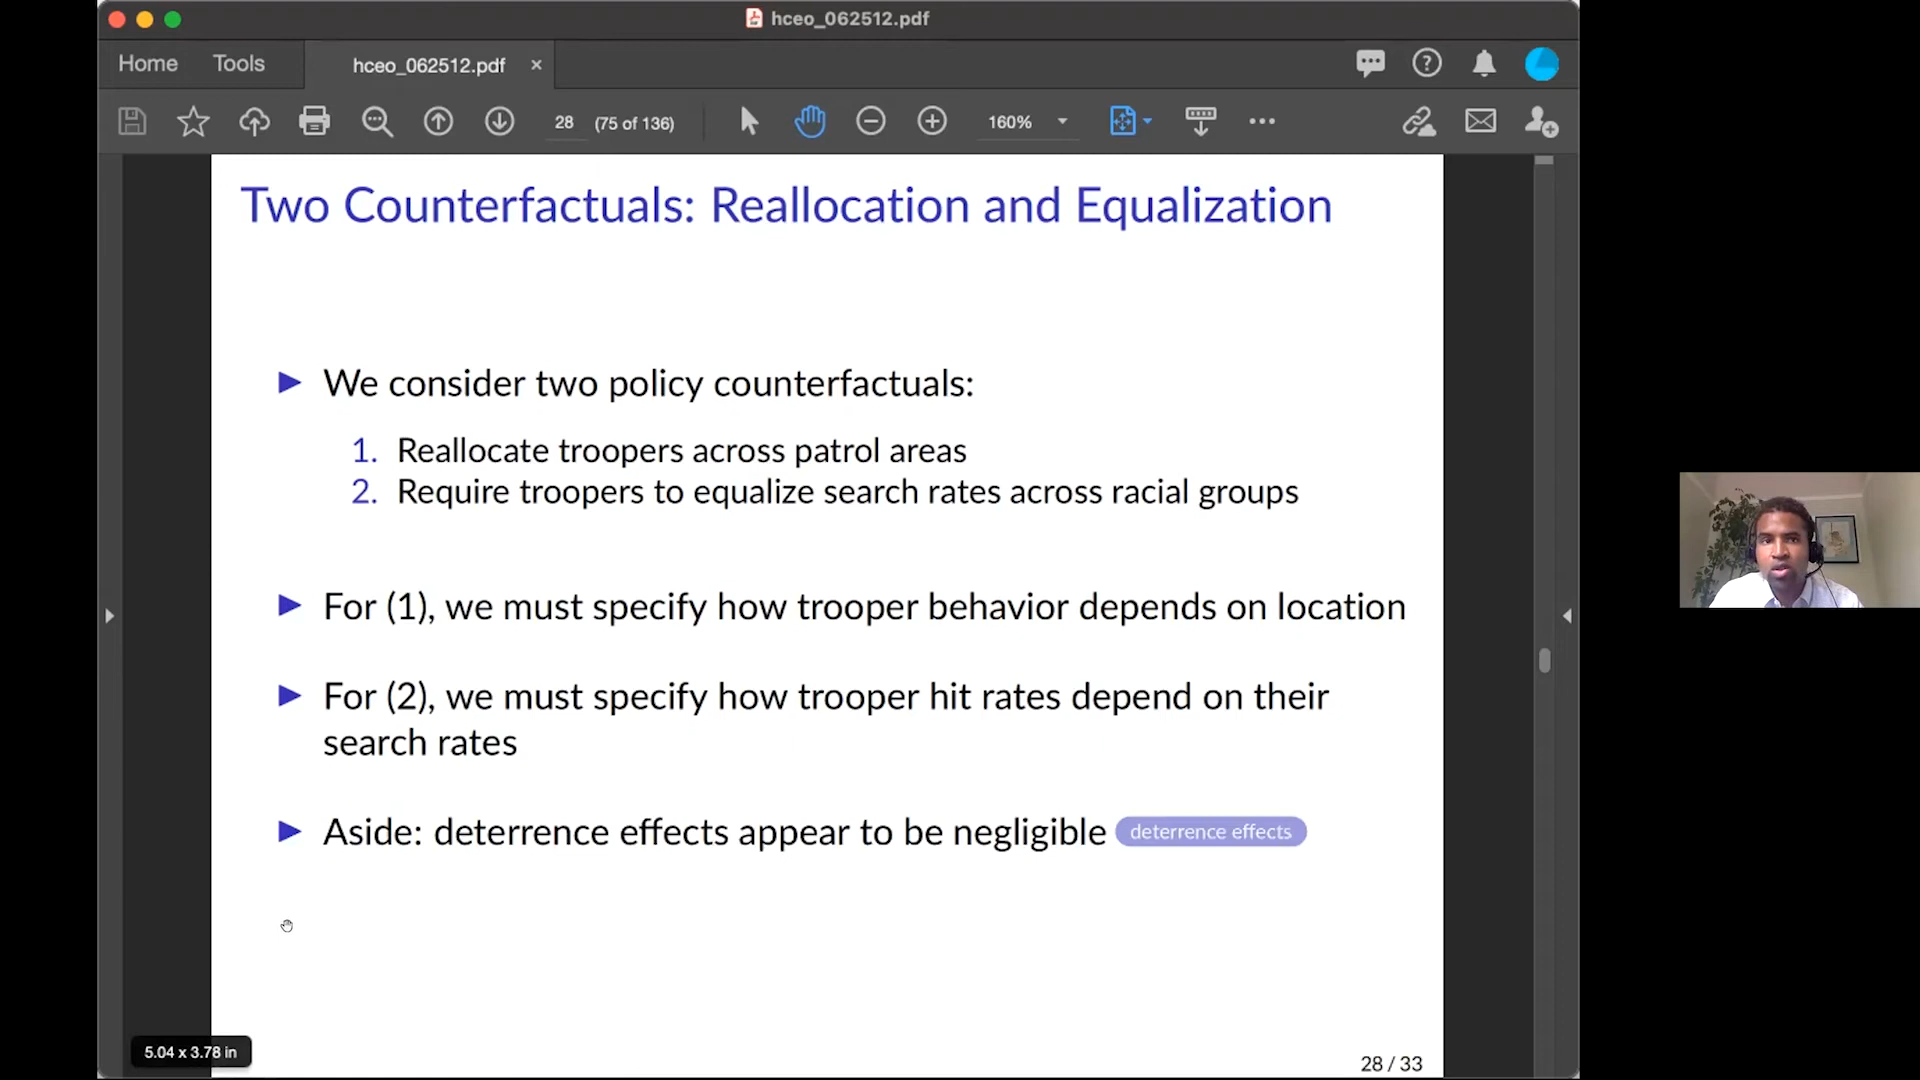 hceo_062512.pdf
Home Tools hceo_062512.pdf ×
28 (75 of 136) 160%
Two Counterfactuals: Reallocation and Equalization
We consider two policy counterfactuals:
1. Reallocate troopers across patrol areas
2. Require troopers to equalize search rates across racial groups
For (1), we must specify how trooper behavior depends on location
For (2), we must specify how trooper hit rates depend on their
search rates
Aside: deterrence effects appear to be negligible deterrence effects
5.04 x 3.78 in
28 / 33